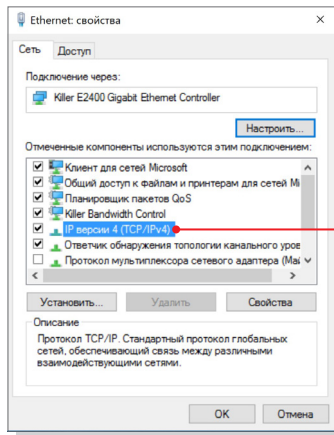 Ethernet: свойства
Сеть Доступ
Подключение через:
Killer E2400 Gigabit Ethernet Controller
Настроить...
Отмеченные компоненты используются этим подключением:
Клиент для сетей Microsoft
Общий доступ к файлам и принтерам для сетей Mi
Планировщик пакетов QoS
Killer Bandwidth Control
IP версии 4 (TCP/IPv4)
Ответчик обнаружения топологии канального уров
Протокол мультиплексора сетевого адаптера (Ма
Установить... Удалить Свойства
Описание
Протокол TCP/IP. Стандартный протокол глобальных
сетей, обеспечивающий связь между различными
взаимодействующими сетями.
ОК Отмена